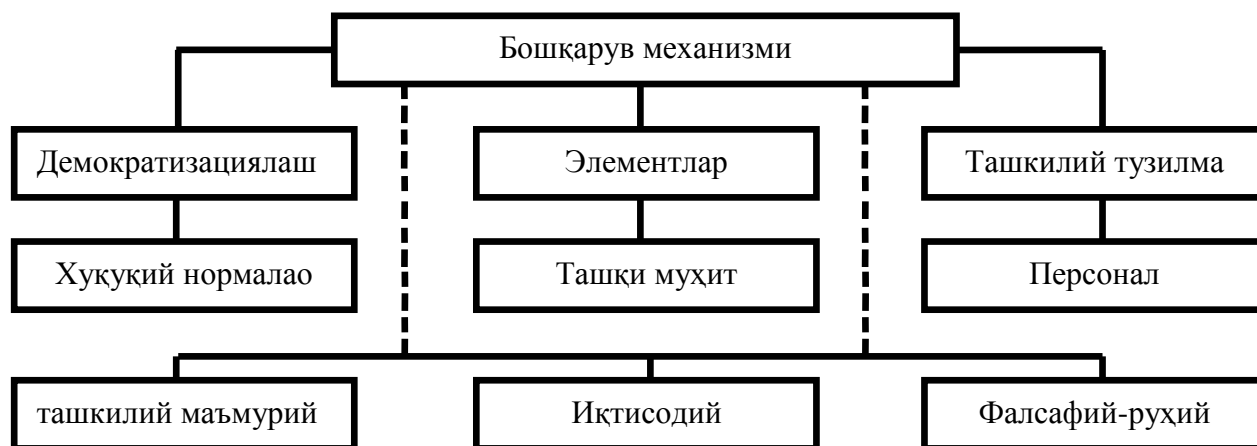 Бошқарув механизми
Демократизациялаш
Элементлар
Ташкилий тузилма
Хуқуқий нормалао
Ташқи муҳит
Персонал
ташкилий маъмурий
Иқтисодий
Фалсафий-руҳий